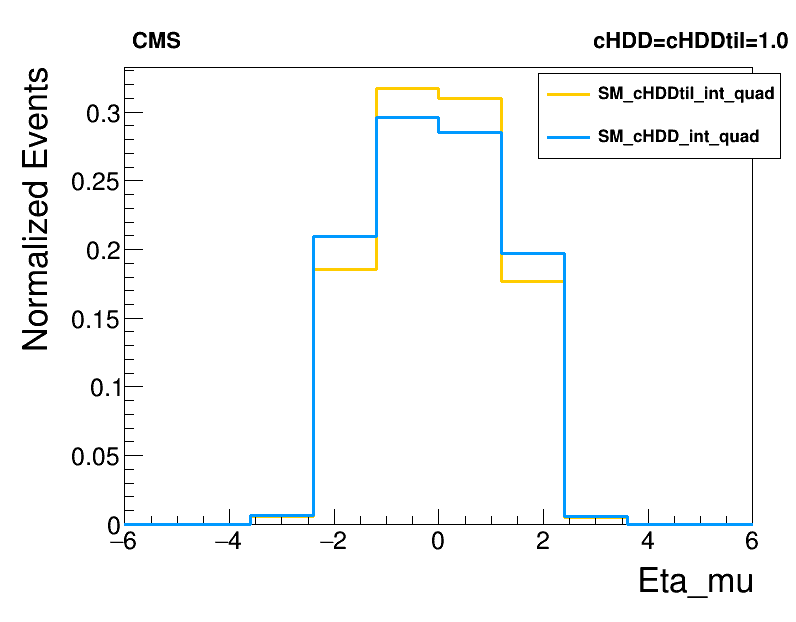 CMS
cHDD=cHDDtil=1.0
SM_cHDDtil_int_quad
SM_cHDD_int_quad
Normalized Events
0.3
0.25
0.2
0.15
0.1
0.05
0
−6 −4 −2 0 2 4 6
Eta_mu